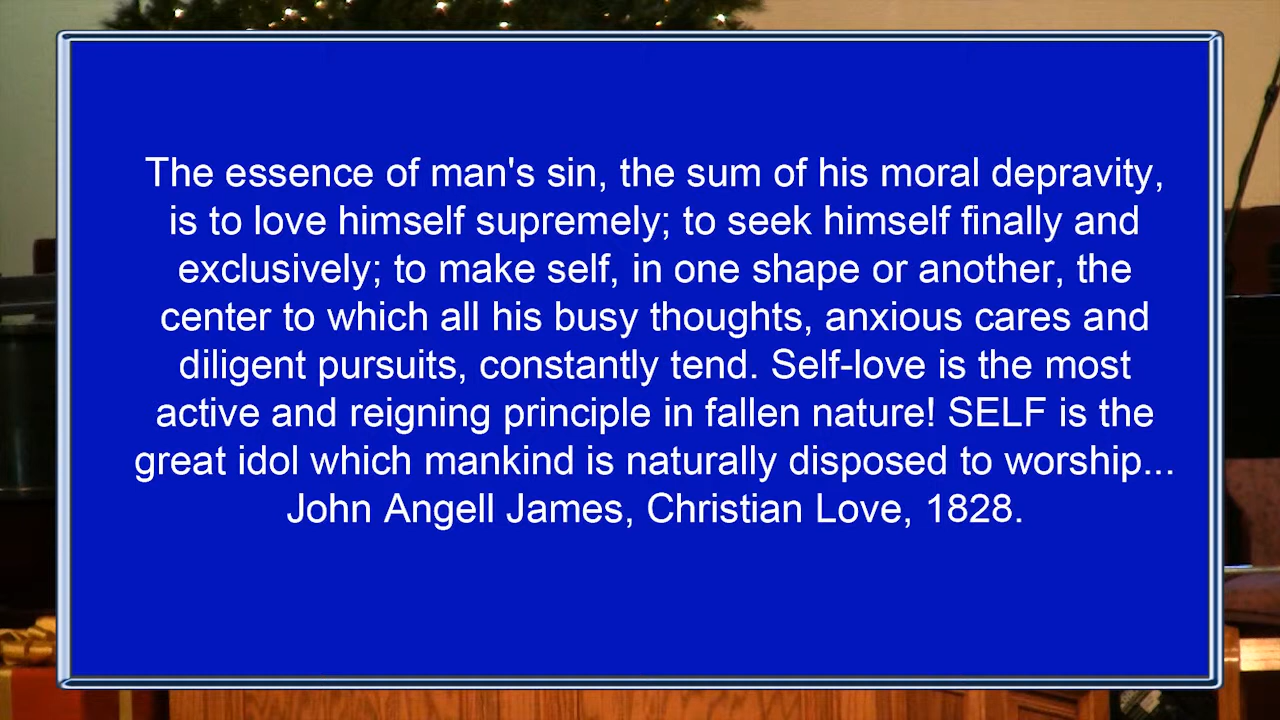 The essence of man's sin, the sum of his moral depravity,
is to love himself supremely; to seek himself finally and
exclusively; to make self, in one shape or another, the
center to which all his busy thoughts, anxious cares and
diligent pursuits, constantly tend. Self-love is the most
active and reigning principle in fallen nature! SELF is the
great idol which mankind is naturally disposed to worship...
John Angell James, Christian Love, 1828.